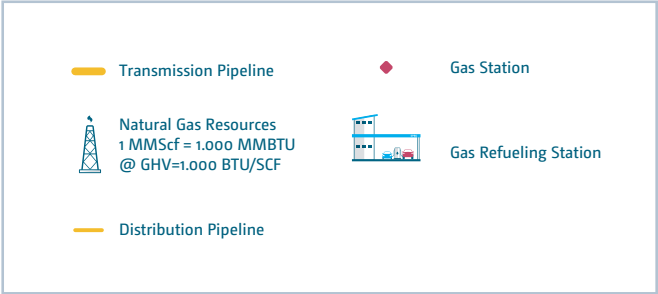 Transmission Pipeline
Natural Gas Resources
1 MMScf = 1.000 MMBTU
@ GHV=1.000 BTU/SCF
Distribution Pipeline
Gas Station
Gas Refueling Station